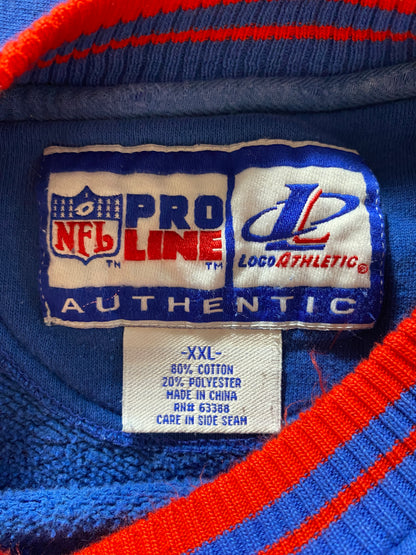 NFL PRO LINE
TM TM
LOGO ATHLETIC®
AUTHENTIC
-XXL-
80% COTTON
20% POLYESTER
MADE IN CHINA
RN# 63388
CARE IN SIDE SEAM